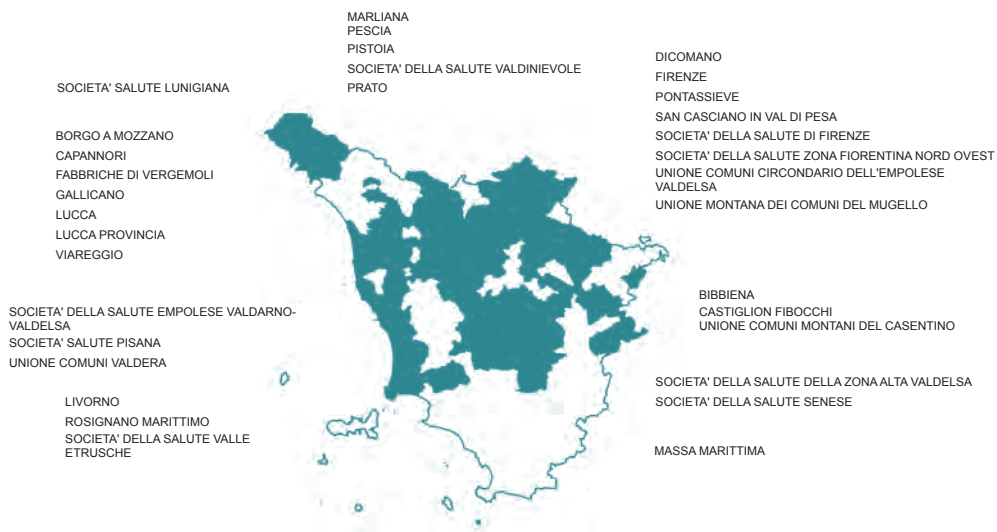 MARLIANA
PESCIA
PISTOIA
SOCIETA' DELLA SALUTE VALDINIEVOLE
PRATO
SOCIETA' SALUTE LUNIGIANA
BORGO A MOZZANO
CAPANNORI
FABBRICHE DI VERGEMOLI
GALLICANO
LUCCA
LUCCA PROVINCIA
VIAREGGIO
DICOMANO
FIRENZE
PONTASSIEVE
SAN CASCIANO IN VAL DI PESA
SOCIETA' DELLA SALUTE DI FIRENZE
SOCIETA' DELLA SALUTE ZONA FIORENTINA NORD OVEST
UNIONE COMUNI CIRCONDARIO DELL'EMPOLESE
VALDELSA
UNIONE MONTANA DEI COMUNI DEL MUGELLO
SOCIETA' DELLA SALUTE EMPOLESE VALDARNO-
VALDELSA
SOCIETA' SALUTE PISANA
UNIONE COMUNI VALDERA
BIBBIENA
CASTIGLION FIBOCCHI
UNIONE COMUNI MONTANI DEL CASENTINO
LIVORNO
ROSIGNANO MARITTIMO
SOCIETA' DELLA SALUTE VALLE
ETRUSCHE
SOCIETA' DELLA SALUTE DELLA ZONA ALTA VALDELSA
SOCIETA' DELLA SALUTE SENESE
MASSA MARITTIMA